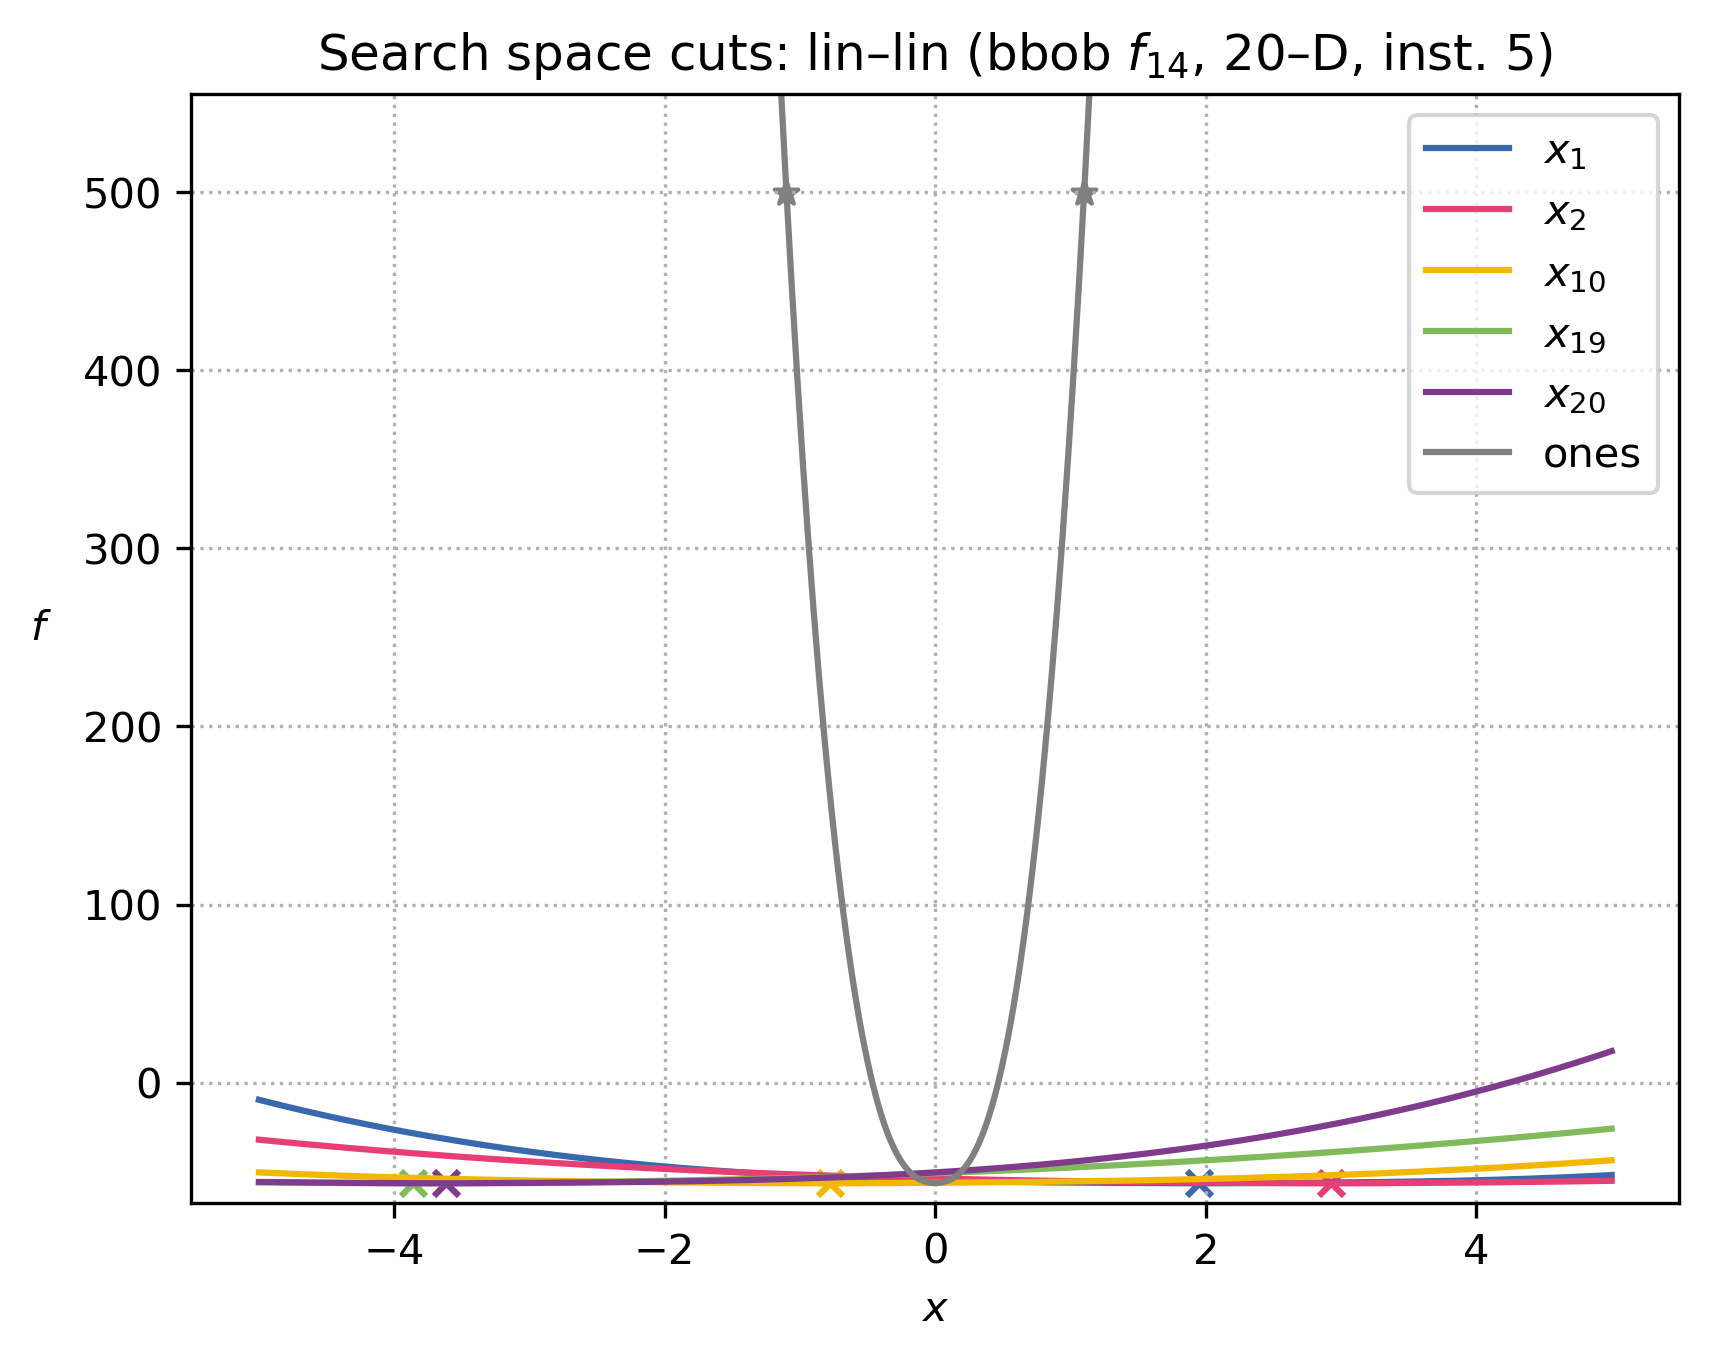 Search space cuts: lin–lin (bbob f₁₄, 20–D, inst. 5)
500
400
300
200
100
0
f
−4 −2 0 2 4
x
x₁
x₂
x₁₀
x₁₉
x₂₀
ones